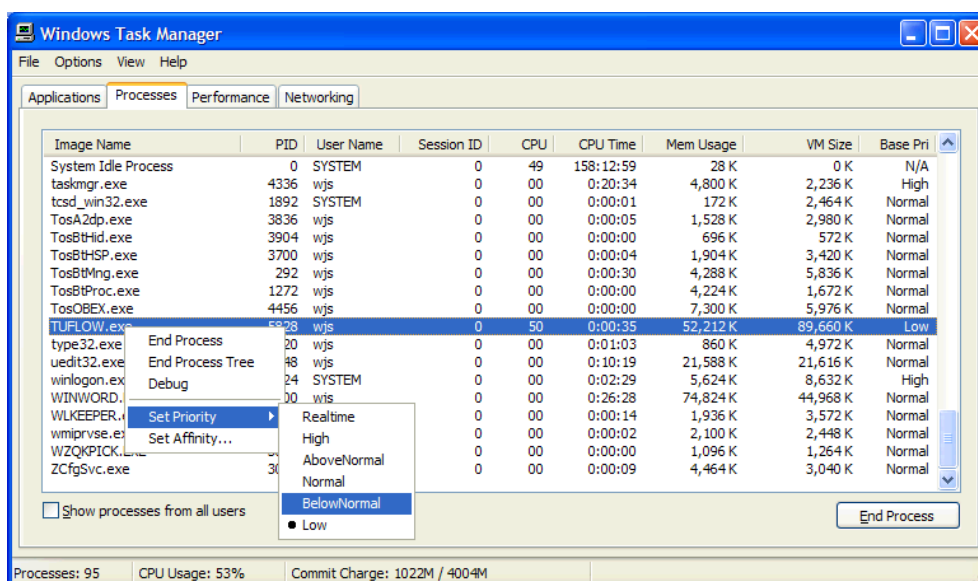 Windows Task Manager
File Options View Help
Applications Processes Performance Networking
Image Name PID User Name Session ID CPU CPU Time Mem Usage VM Size Base Pri
System Idle Process 0 SYSTEM 0 49 158:12:59 28 K 0 K N/A
taskmgr.exe 4336 wjs 0 00 0:20:34 4,800 K 2,236 K High
tcsd_win32.exe 1892 SYSTEM 0 00 0:00:01 172 K 2,464 K Normal
TosA2dp.exe 3836 wjs 0 00 0:00:05 1,528 K 2,980 K Normal
TosBtHid.exe 3904 wjs 0 00 0:00:00 696 K 572 K Normal
TosBtHSP.exe 3700 wjs 0 00 0:00:04 1,904 K 3,420 K Normal
TosBtMng.exe 292 wjs 0 00 0:00:30 4,288 K 5,836 K Normal
TosBtProc.exe 1272 wjs 0 00 0:00:00 4,224 K 1,672 K Normal
TosOBEX.exe 4456 wjs 0 00 0:00:00 7,300 K 5,976 K Normal
TUFLOW.exe 5828 wjs 0 50 0:00:35 52,212 K 89,660 K Low
type32.exe 20 wjs 0 00 0:01:03 860 K 4,972 K Normal
uedit32.exe 48 wjs 0 00 0:10:19 21,588 K 21,616 K Normal
winlogon.ex 24 SYSTEM 0 00 0:02:29 5,624 K 8,632 K High
WINWORD. 00 wjs 0 00 0:26:28 74,824 K 44,968 K Normal
WLKEEPER. 0 00 0:00:14 1,936 K 3,572 K Normal
wmiprvse.ex 0 00 0:00:02 2,100 K 2,448 K Normal
WZQKPICK. 0 00 0:00:00 1,096 K 1,264 K Normal
ZCfgSvc.exe 0 00 0:00:09 4,464 K 3,040 K Normal
End Process
End Process Tree
Debug
Set Priority
Set Affinity...
Realtime
High
AboveNormal
Normal
BelowNormal
Low
Show processes from all users End Process
Processes: 95 CPU Usage: 53% Commit Charge: 1022M / 4004M